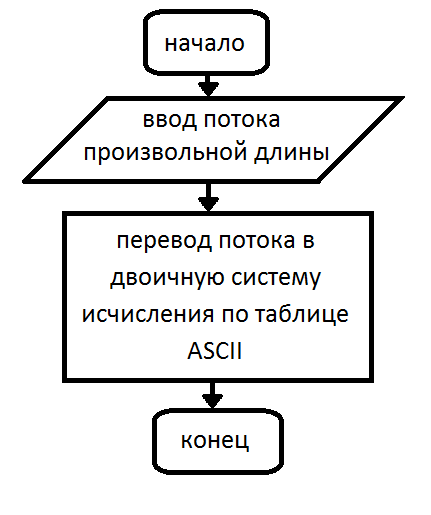 начало
ввод потока
произвольной длины
перевод потока в
двоичную систему
исчисления по таблице
ASCII
конец